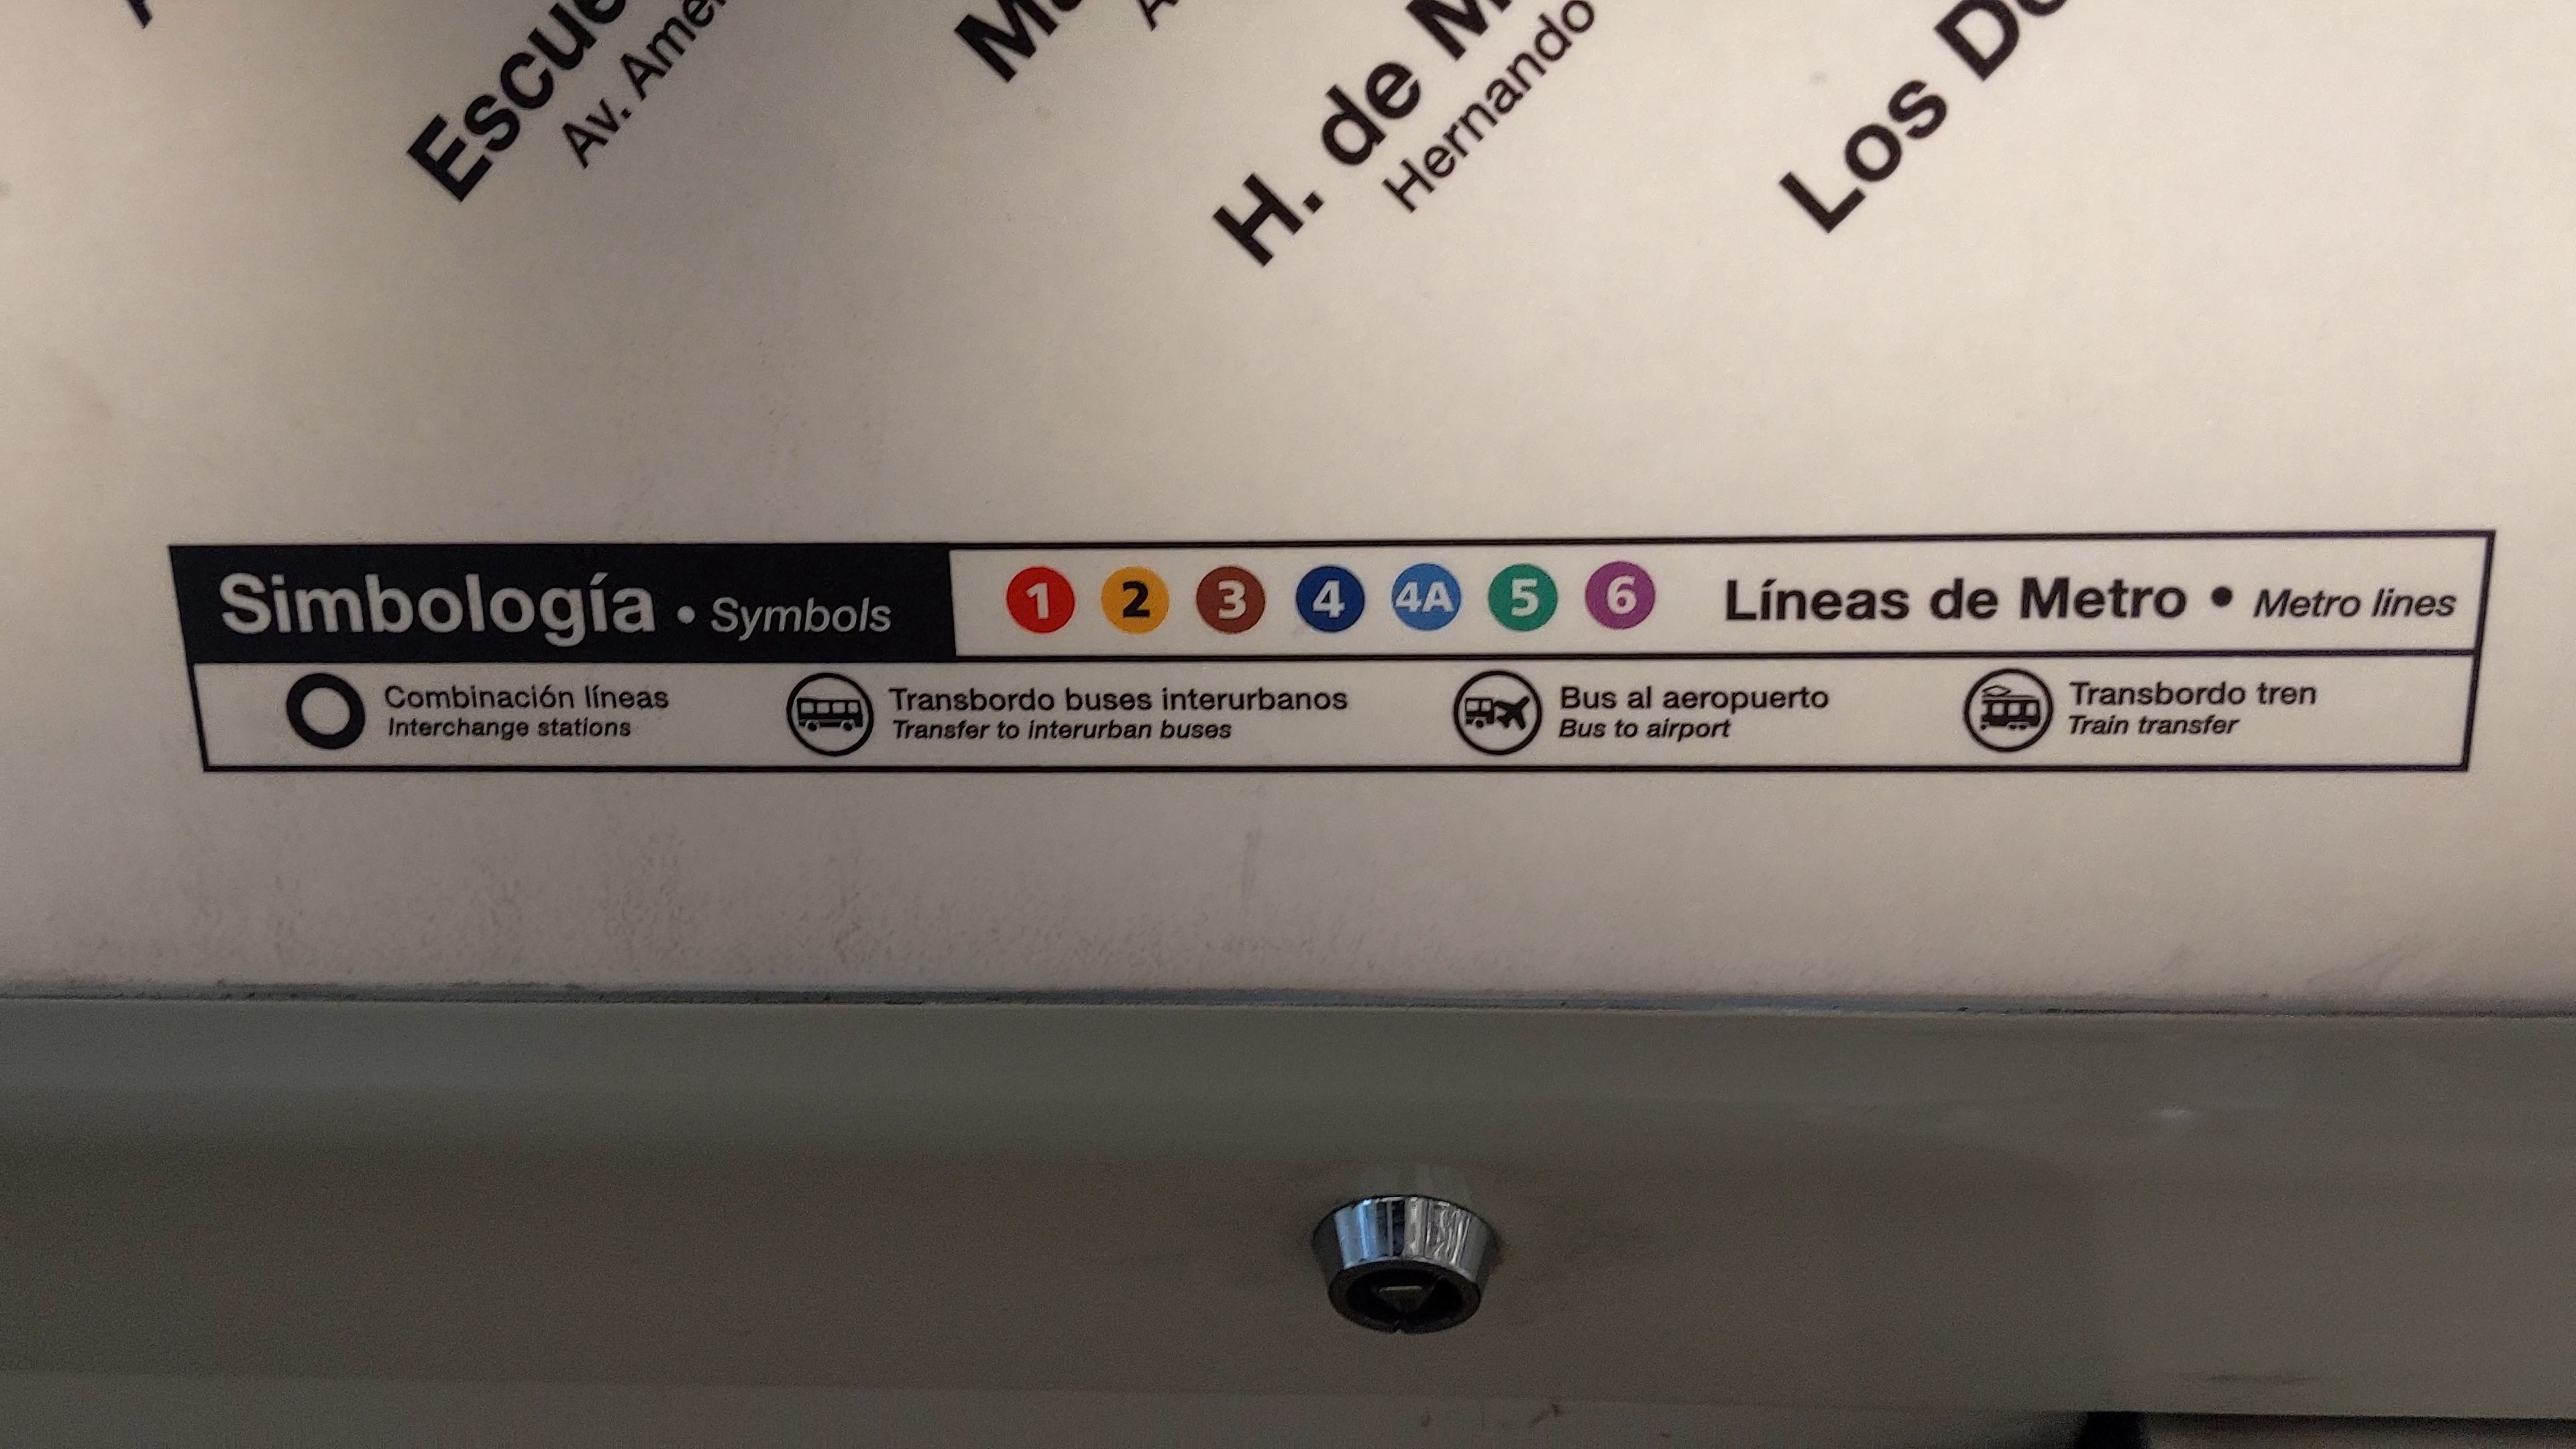 Escue
Av. Amer
H. de M
Hernando
Los Do
Simbología • Symbols
1 2 3 4 4A 5 6 Líneas de Metro • Metro lines
Combinación líneas
Interchange stations
Transbordo buses interurbanos
Transfer to interurban buses
Bus al aeropuerto
Bus to airport
Transbordo tren
Train transfer